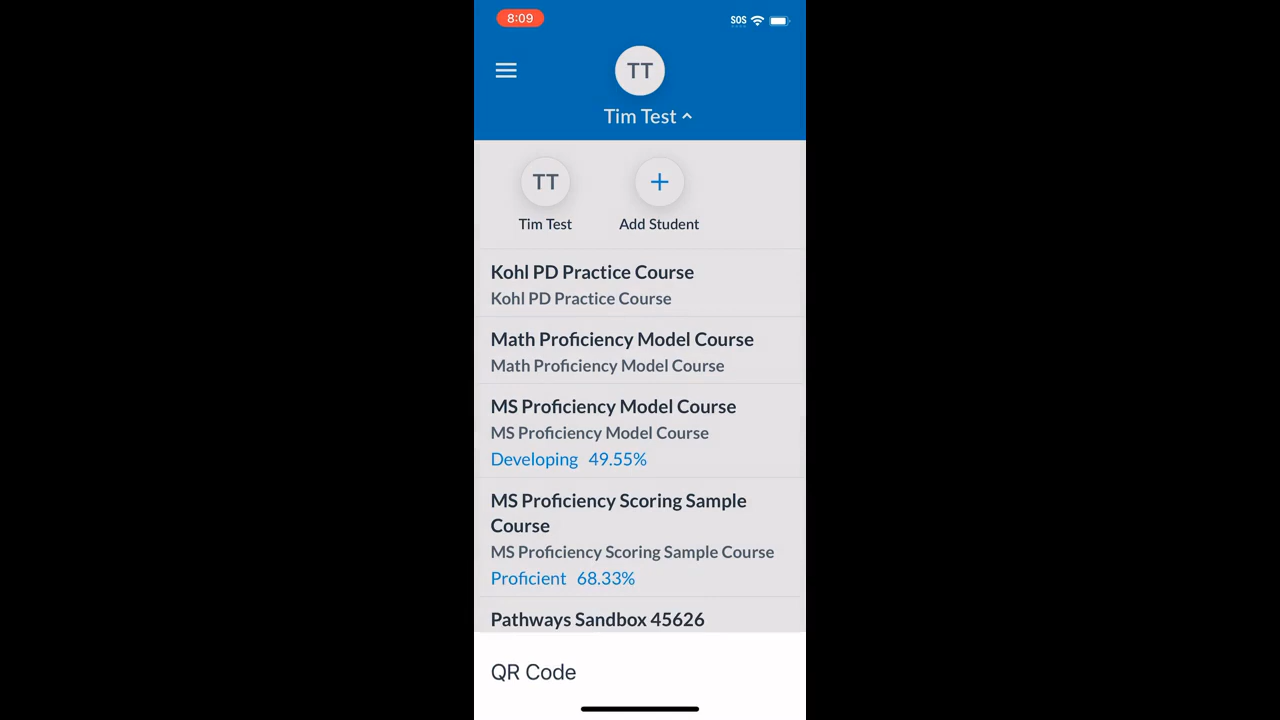 8:09
SOS
TT
Tim Test
TT
Tim Test
+
Add Student
Kohl PD Practice Course
Kohl PD Practice Course
Math Proficiency Model Course
Math Proficiency Model Course
MS Proficiency Model Course
MS Proficiency Model Course
Developing 49.55%
MS Proficiency Scoring Sample
Course
MS Proficiency Scoring Sample Course
Proficient 68.33%
Pathways Sandbox 45626
QR Code